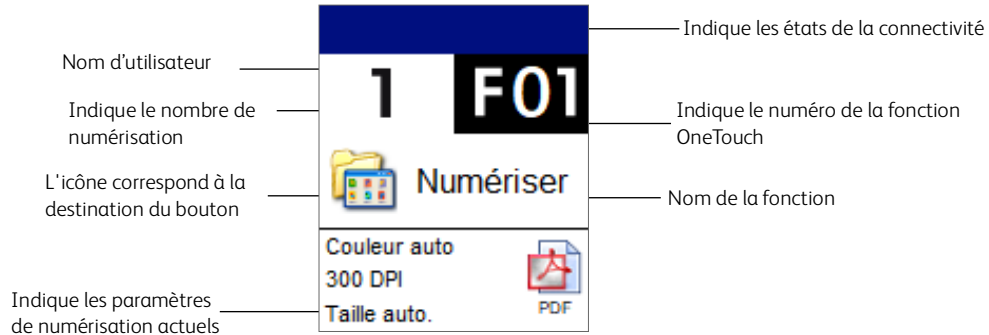 Indique les états de la connectivité
Nom d'utilisateur
1
F01
Indique le nombre de
numérisation
Indique le numéro de la fonction
OneTouch
L'icône correspond à la
destination du bouton
Numériser
Nom de la fonction
Couleur auto
300 DPI
Taille auto.
PDF
Indique les paramètres
de numérisation actuels